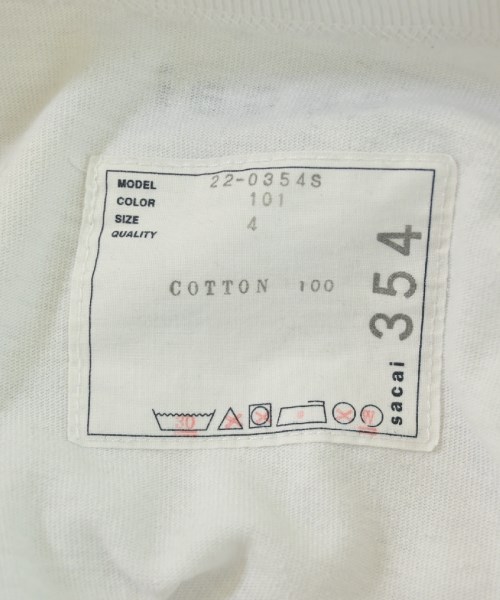 MODEL 22-0354S
COLOR 101
SIZE 4
QUALITY
COTTON 100
sacai 354
30